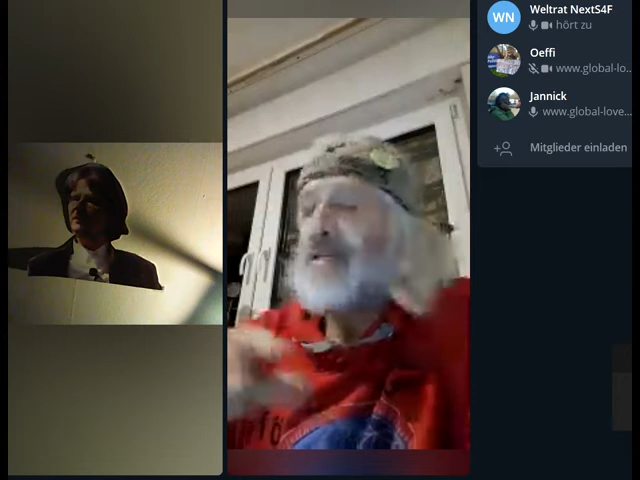 Weltrat NextS4F
WN
hört zu
Oeffi
www.global-lo...
Jannick
www.global-love...
Mitglieder einladen